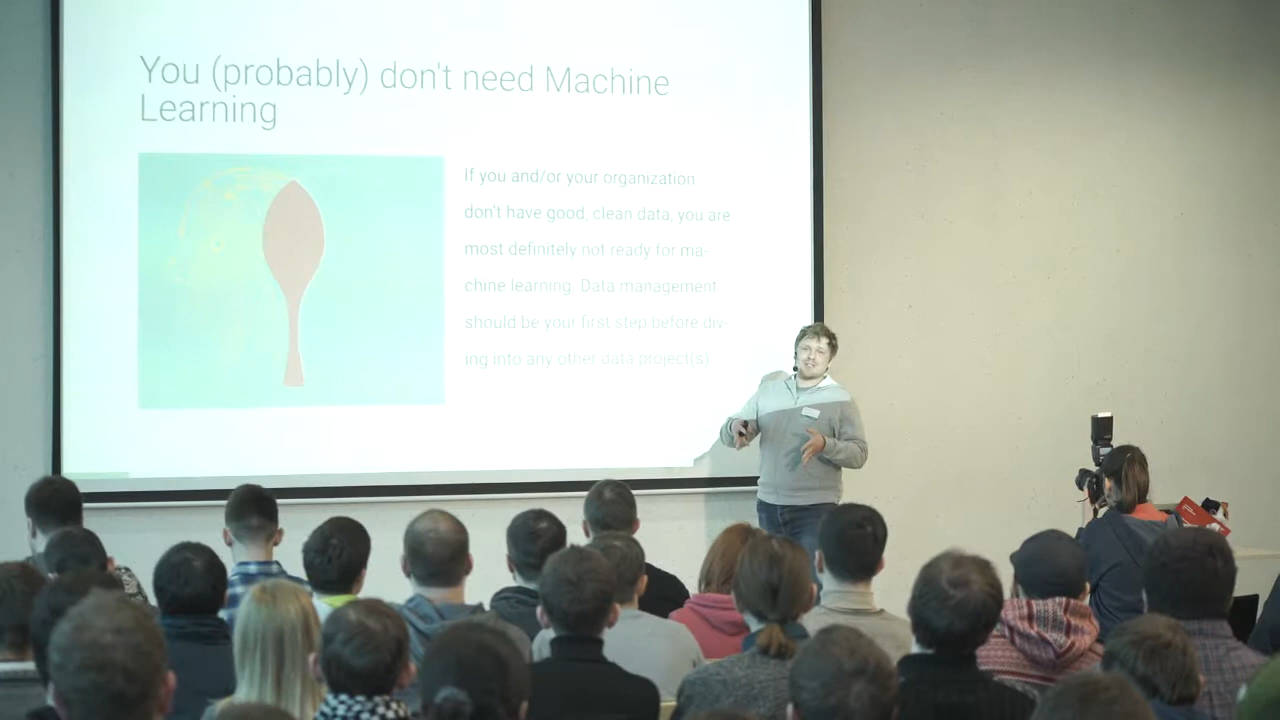 You (probably) don't need Machine
Learning
If you and/or your organization
don't have good, clean data, you are
most definitely not ready for ma-
chine learning. Data management
should be your first step before div-
ing into any other data project(s).